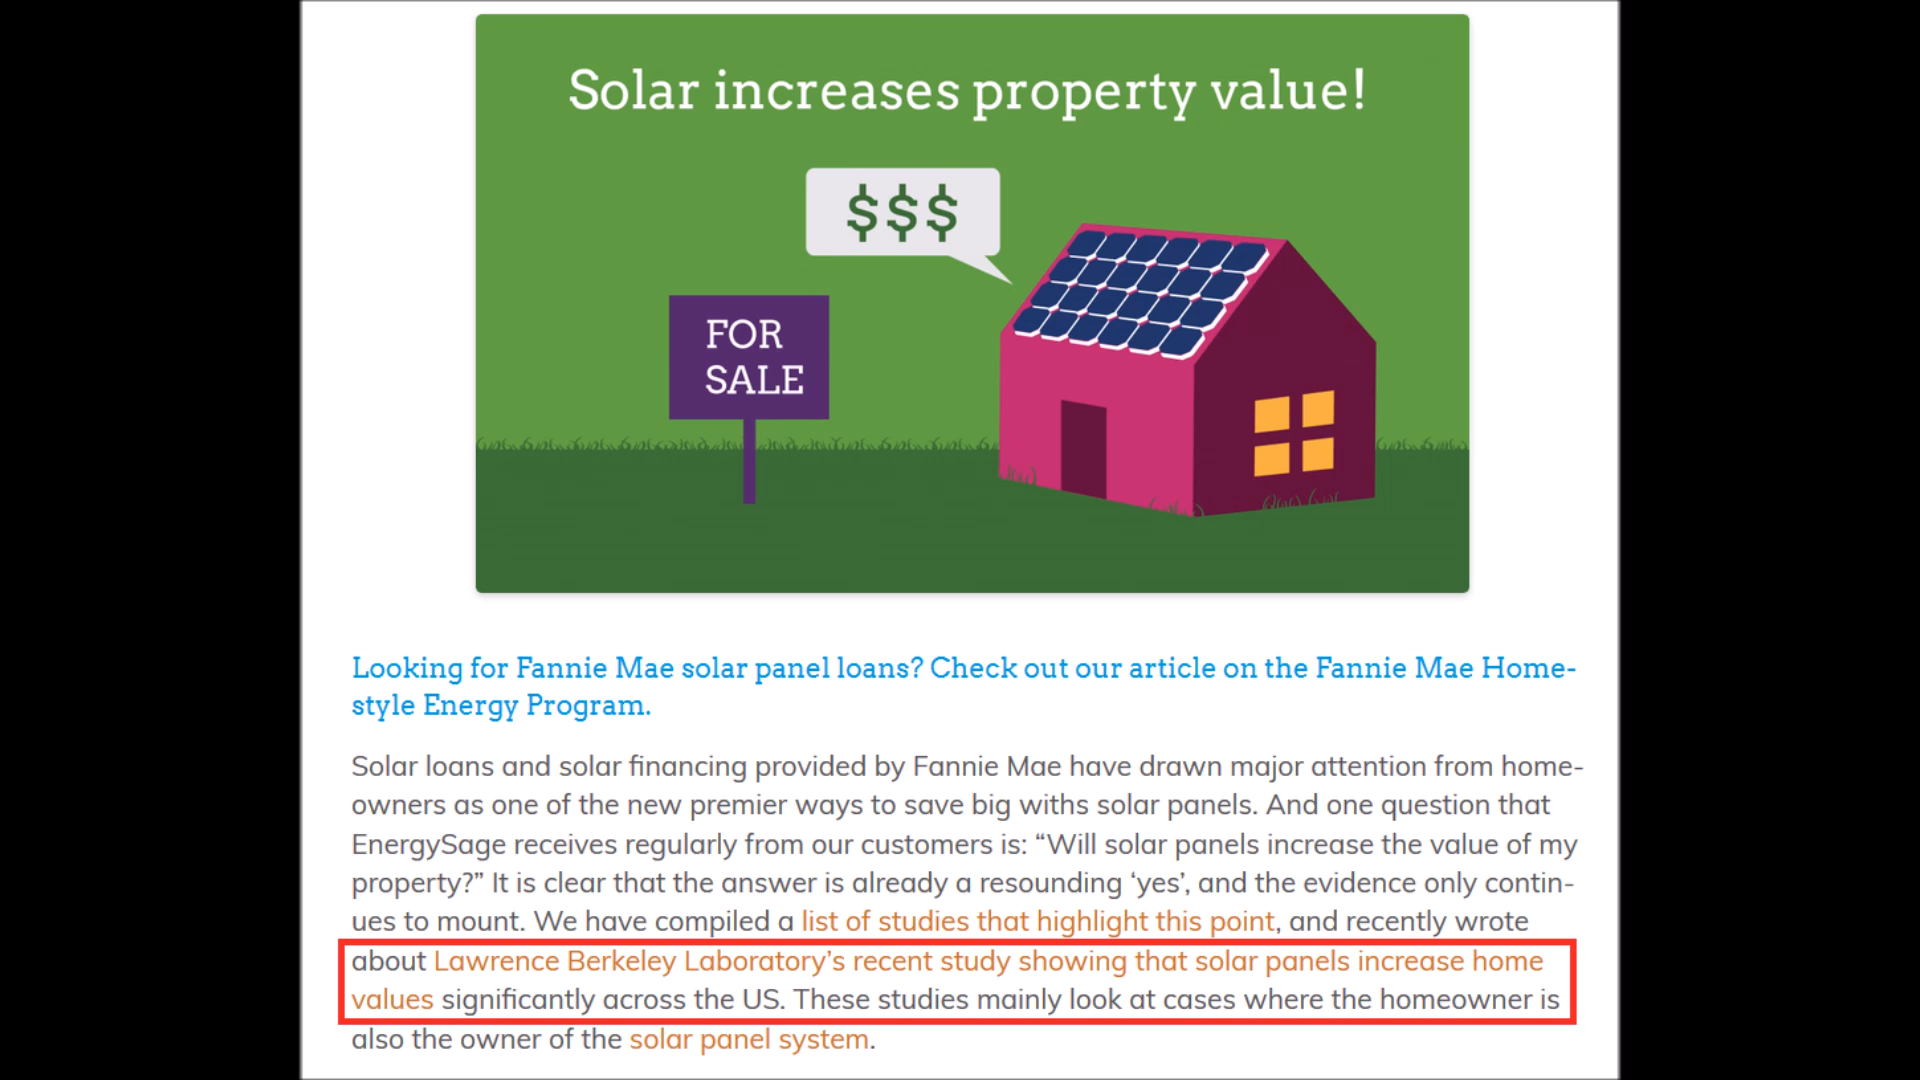 Solar increases property value!
$$$
FOR
SALE
Looking for Fannie Mae solar panel loans? Check out our article on the Fannie Mae Home-
style Energy Program.
Solar loans and solar financing provided by Fannie Mae have drawn major attention from home-
owners as one of the new premier ways to save big withs solar panels. And one question that
EnergySage receives regularly from our customers is: “Will solar panels increase the value of my
property?” It is clear that the answer is already a resounding ‘yes’, and the evidence only contin-
ues to mount. We have compiled a list of studies that highlight this point, and recently wrote
about Lawrence Berkeley Laboratory’s recent study showing that solar panels increase home
values significantly across the US. These studies mainly look at cases where the homeowner is
also the owner of the solar panel system.